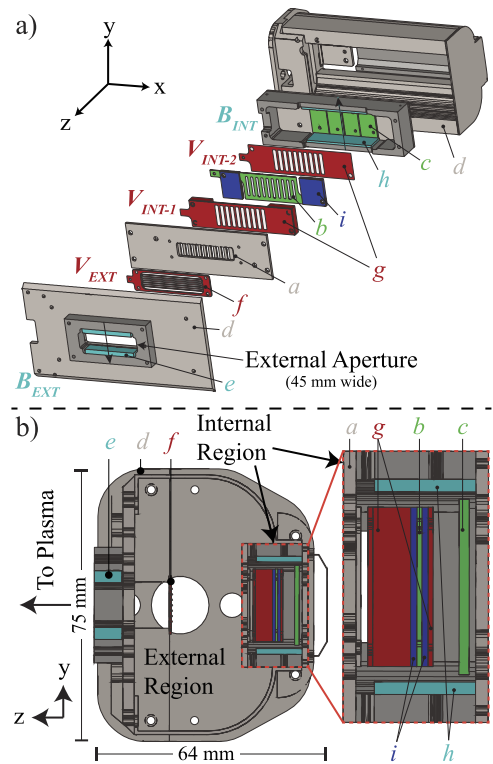 a)
y
x
z
B_INT
c
d
h
V_INT-2
i
b
V_INT-1
g
a
V_EXT
f
d
External Aperture
(45 mm wide)
B_EXT
e
b)
Internal
Region
e
d
f
a
g
b
c
To Plasma
75 mm
y
z
External
Region
64 mm
i
h